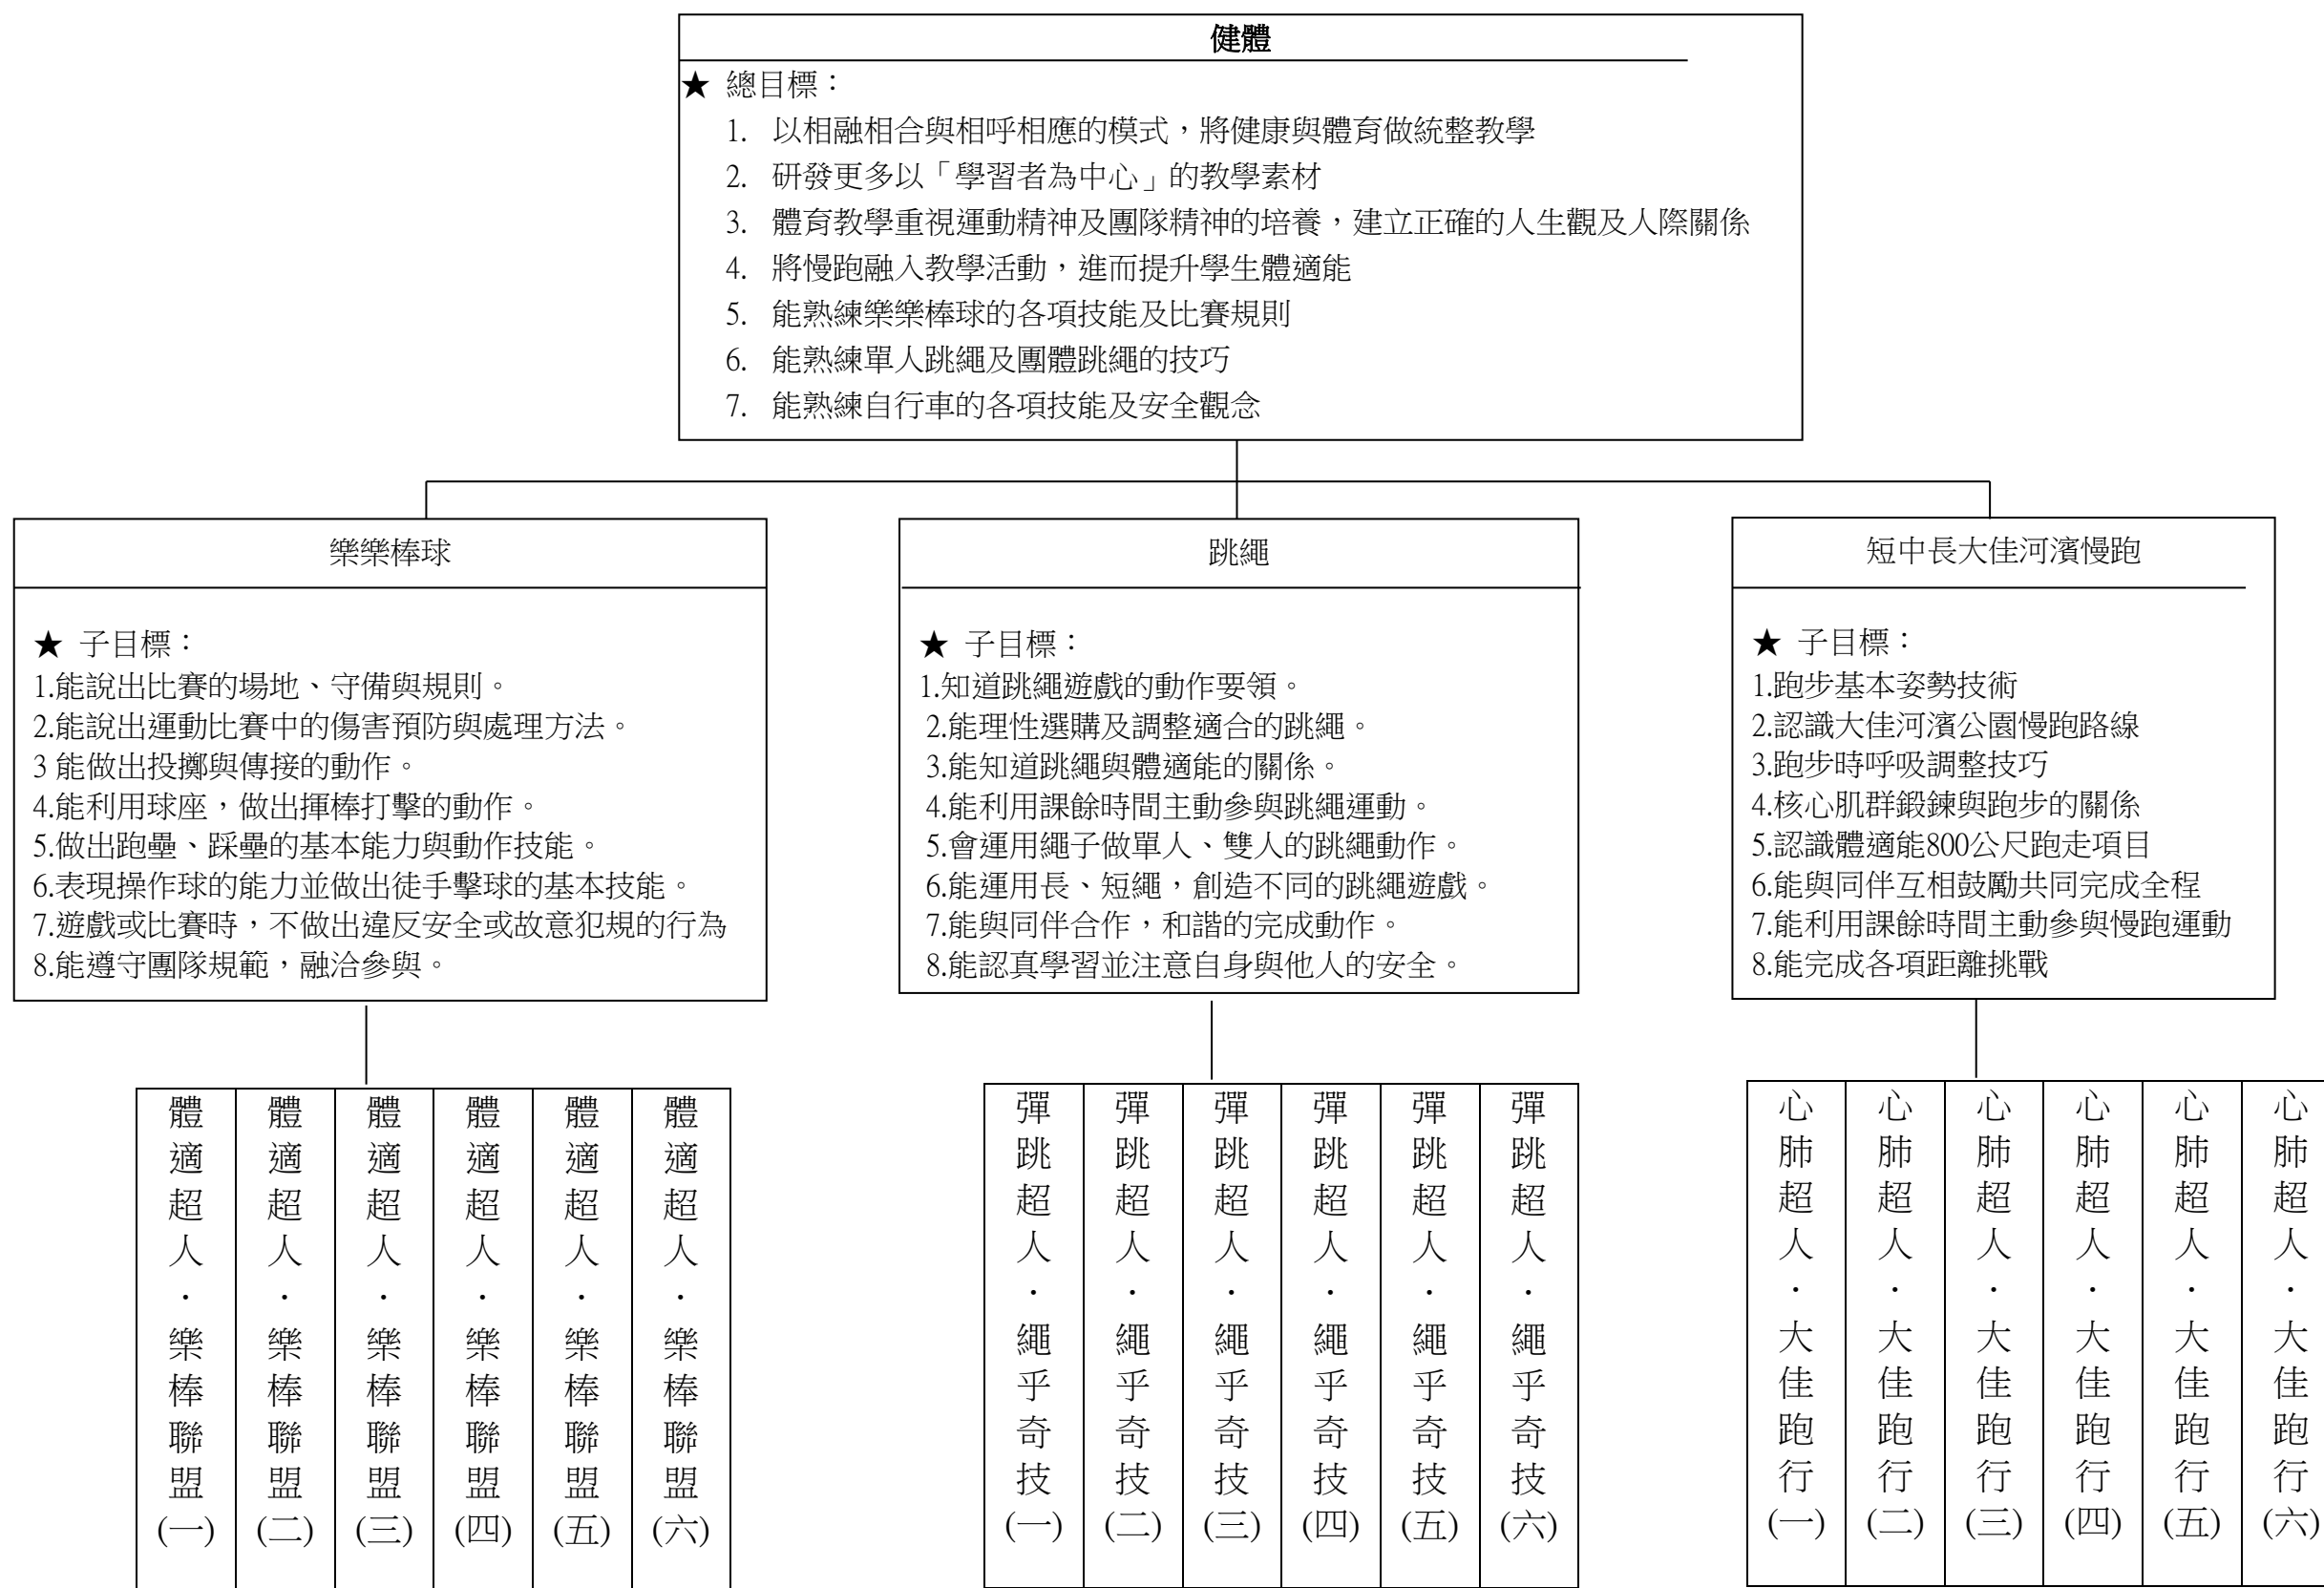 健體
★ 總目標：
1. 以相融相合與相呼相應的模式，將健康與體育做統整教學
2. 研發更多以「學習者為中心」的教學素材
3. 體育教學重視運動精神及團隊精神的培養，建立正確的人生觀及人際關係
4. 將慢跑融入教學活動，進而提升學生體適能
5. 能熟練樂樂棒球的各項技能及比賽規則
6. 能熟練單人跳繩及團體跳繩的技巧
7. 能熟練自行車的各項技能及安全觀念
樂樂棒球
★ 子目標：
1.能說出比賽的場地、守備與規則。
2.能說出運動比賽中的傷害預防與處理方法。
3 能做出投擲與傳接的動作。
4.能利用球座，做出揮棒打擊的動作。
5.做出跑壘、踩壘的基本能力與動作技能。
6.表現操作球的能力並做出徒手擊球的基本技能。
7.遊戲或比賽時，不做出違反安全或故意犯規的行為
8.能遵守團隊規範，融洽參與。
跳繩
★ 子目標：
1.知道跳繩遊戲的動作要領。
2.能理性選購及調整適合的跳繩。
3.能知道跳繩與體適能的關係。
4.能利用課餘時間主動參與跳繩運動。
5.會運用繩子做單人、雙人的跳繩動作。
6.能運用長、短繩，創造不同的跳繩遊戲。
7.能與同伴合作，和諧的完成動作。
8.能認真學習並注意自身與他人的安全。
短中長大佳河濱慢跑
★ 子目標：
1.跑步基本姿勢技術
2.認識大佳河濱公園慢跑路線
3.跑步時呼吸調整技巧
4.核心肌群鍛鍊與跑步的關係
5.認識體適能800公尺跑走項目
6.能與同伴互相鼓勵共同完成全程
7.能利用課餘時間主動參與慢跑運動
8.能完成各項距離挑戰
體適超人．樂棒聯盟(一)
體適超人．樂棒聯盟(二)
體適超人．樂棒聯盟(三)
體適超人．樂棒聯盟(四)
體適超人．樂棒聯盟(五)
體適超人．樂棒聯盟(六)
彈跳超人．繩乎奇技(一)
彈跳超人．繩乎奇技(二)
彈跳超人．繩乎奇技(三)
彈跳超人．繩乎奇技(四)
彈跳超人．繩乎奇技(五)
彈跳超人．繩乎奇技(六)
心肺超人．大佳跑行(一)
心肺超人．大佳跑行(二)
心肺超人．大佳跑行(三)
心肺超人．大佳跑行(四)
心肺超人．大佳跑行(五)
心肺超人．大佳跑行(六)